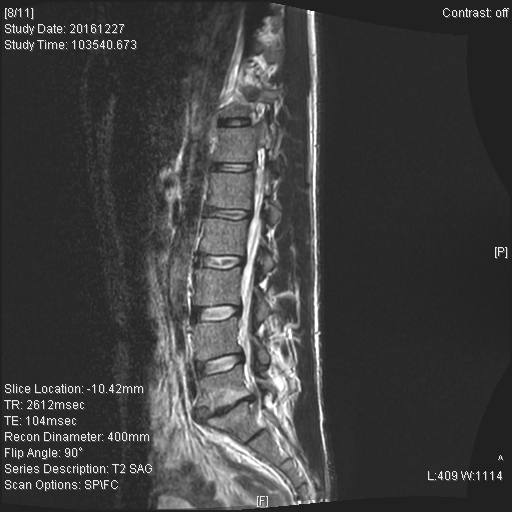 [8/11]
Contrast: off
Study Date: 20161227
Study Time: 103540.673
[P]
Slice Location: -10.42mm
TR: 2612msec
TE: 104msec
Recon Dinameter: 400mm
Flip Angle: 90°
Series Description: T2 SAG
Scan Options: SP\FC
^
L:409 W:1114
[F]